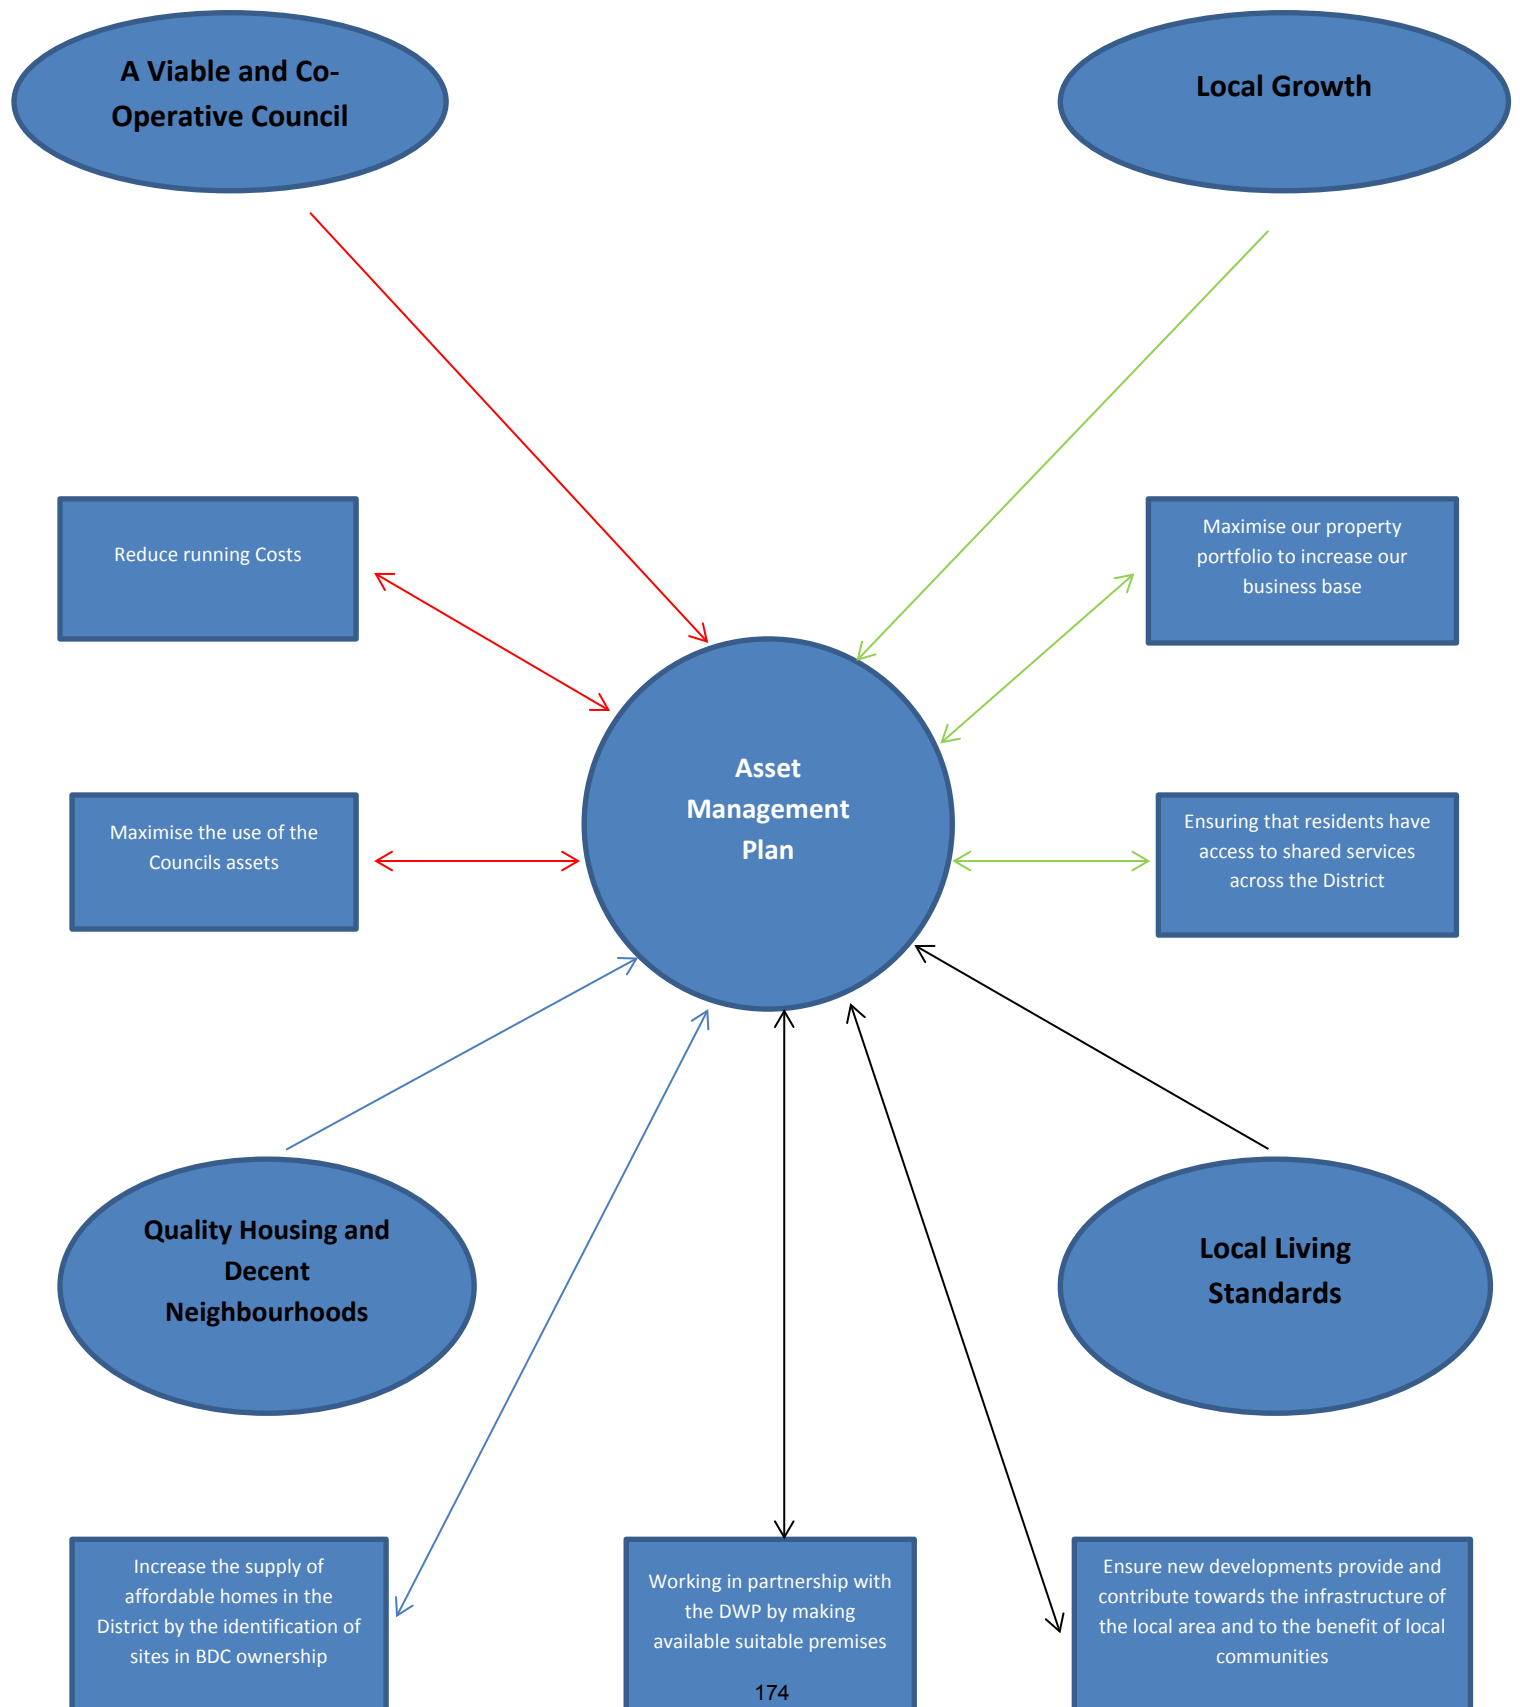 A Viable and Co-
Operative Council
Local Growth
Reduce running Costs
Maximise our property
portfolio to increase our
business base
Asset
Management
Plan
Maximise the use of the
Councils assets
Ensuring that residents have
access to shared services
across the District
Quality Housing and
Decent
Neighbourhoods
Local Living
Standards
Increase the supply of
affordable homes in the
District by the identification of
sites in BDC ownership
Working in partnership with
the DWP by making
available suitable premises
Ensure new developments provide and
contribute towards the infrastructure of
the local area and to the benefit of local
communities
174